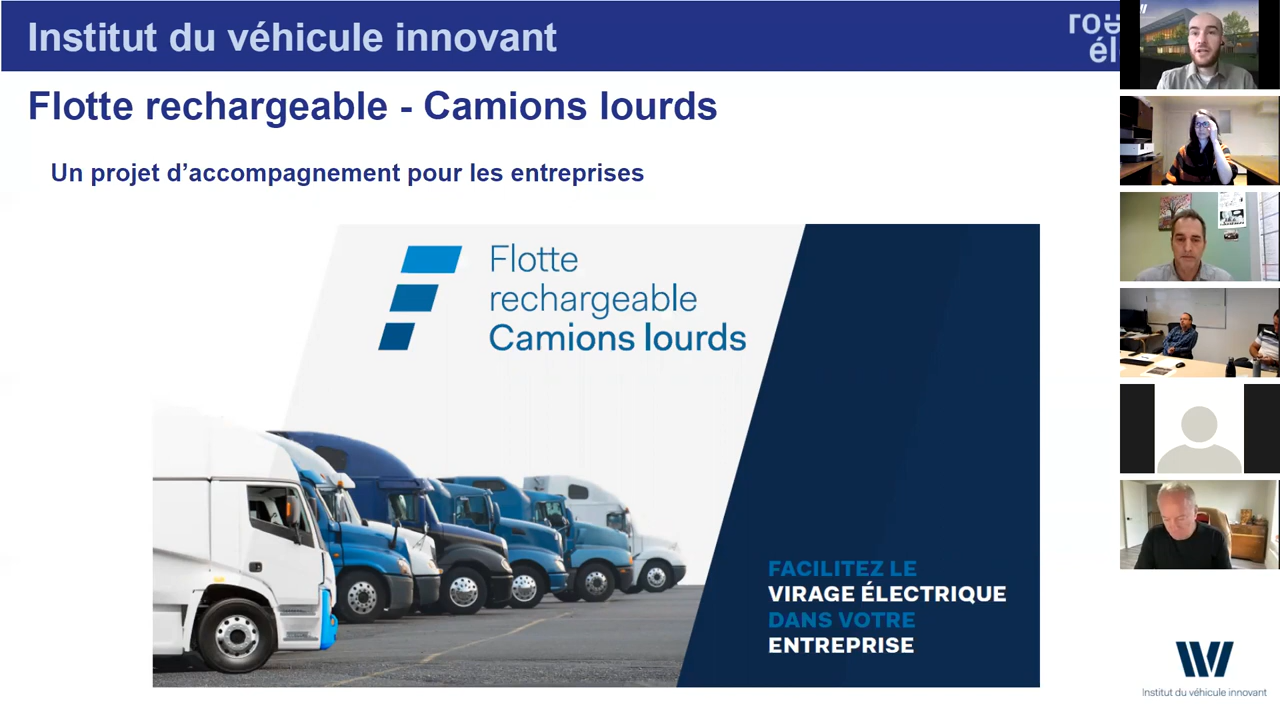 Institut du véhicule innovant
Flotte rechargeable - Camions lourds
Un projet d’accompagnement pour les entreprises
Flotte
rechargeable
Camions lourds
FACILITEZ LE
VIRAGE ÉLECTRIQUE
DANS VOTRE
ENTREPRISE
Institut du véhicule innovant